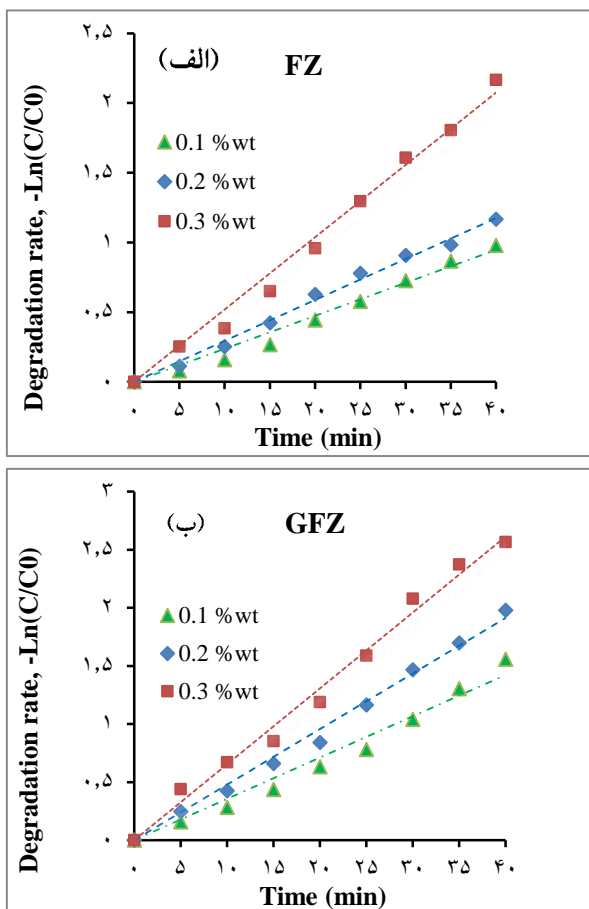 (الف)
FZ
0.1 %wt
0.2 %wt
0.3 %wt
۲,۵
۲
۱,۵
۱
۰,۵
۰
Degradation rate, -Ln(C/C0)
۰ ۵ ۱۰ ۱۵ ۲۰ ۲۵ ۳۰ ۳۵ ۴۰
Time (min)
(ب)
GFZ
0.1 %wt
0.2 %wt
0.3 %wt
۳
۲,۵
۲
۱,۵
۱
۰,۵
۰
Degradation rate, -Ln(C/C0)
۰ ۵ ۱۰ ۱۵ ۲۰ ۲۵ ۳۰ ۳۵ ۴۰
Time (min)